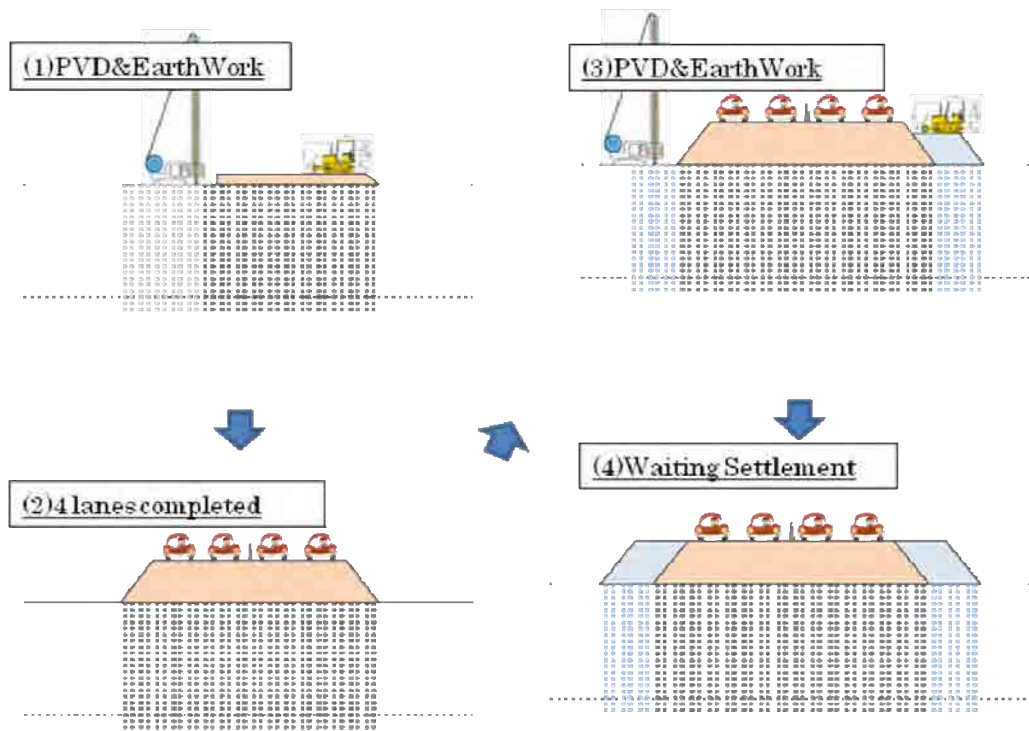 (1)PVD&EarthWork
(2)4 lanes completed
(3)PVD&EarthWork
(4)Waiting Settlement